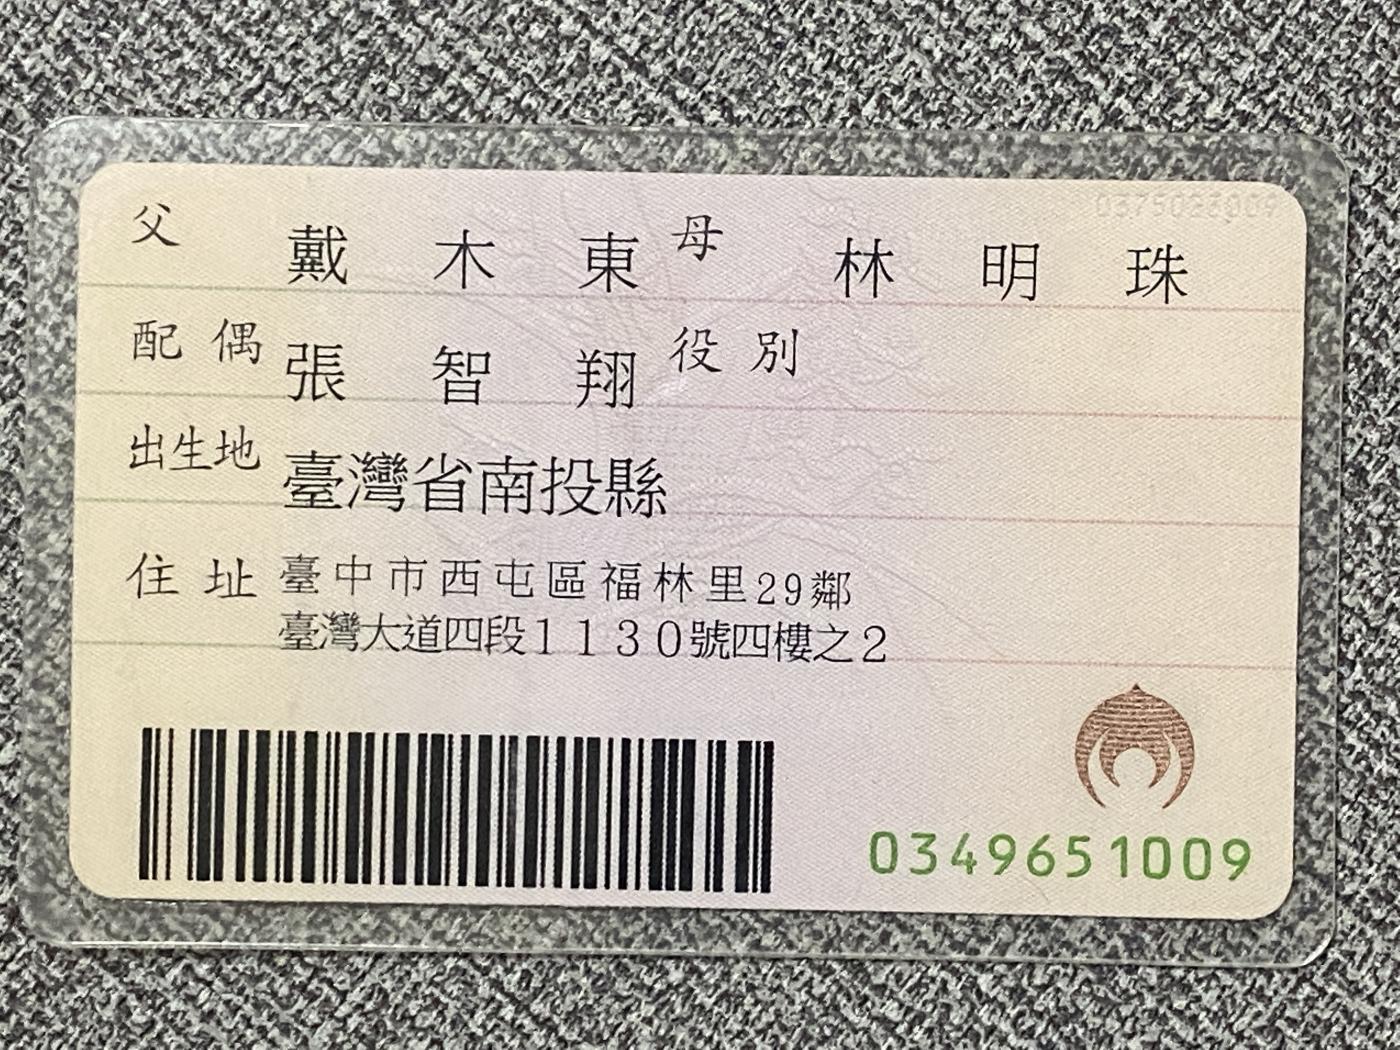 父 戴木東 母 林明珠
配偶 張智翔 役別
出生地 臺灣省南投縣
住址 臺中市西屯區福林里29鄰
臺灣大道四段1130號四樓之2
0349651009